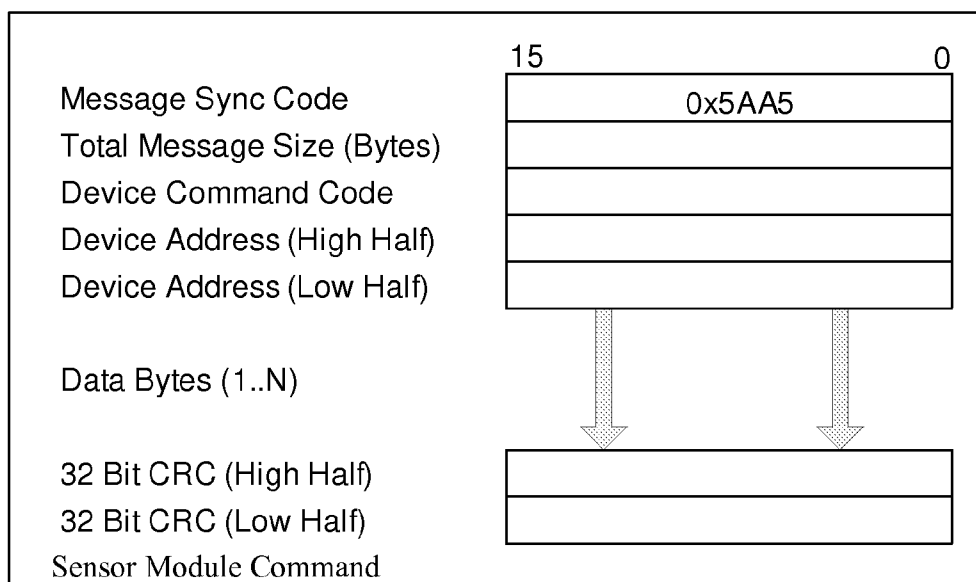 15 0
Message Sync Code 0x5AA5
Total Message Size (Bytes)
Device Command Code
Device Address (High Half)
Device Address (Low Half)
Data Bytes (1..N)
32 Bit CRC (High Half)
32 Bit CRC (Low Half)
Sensor Module Command